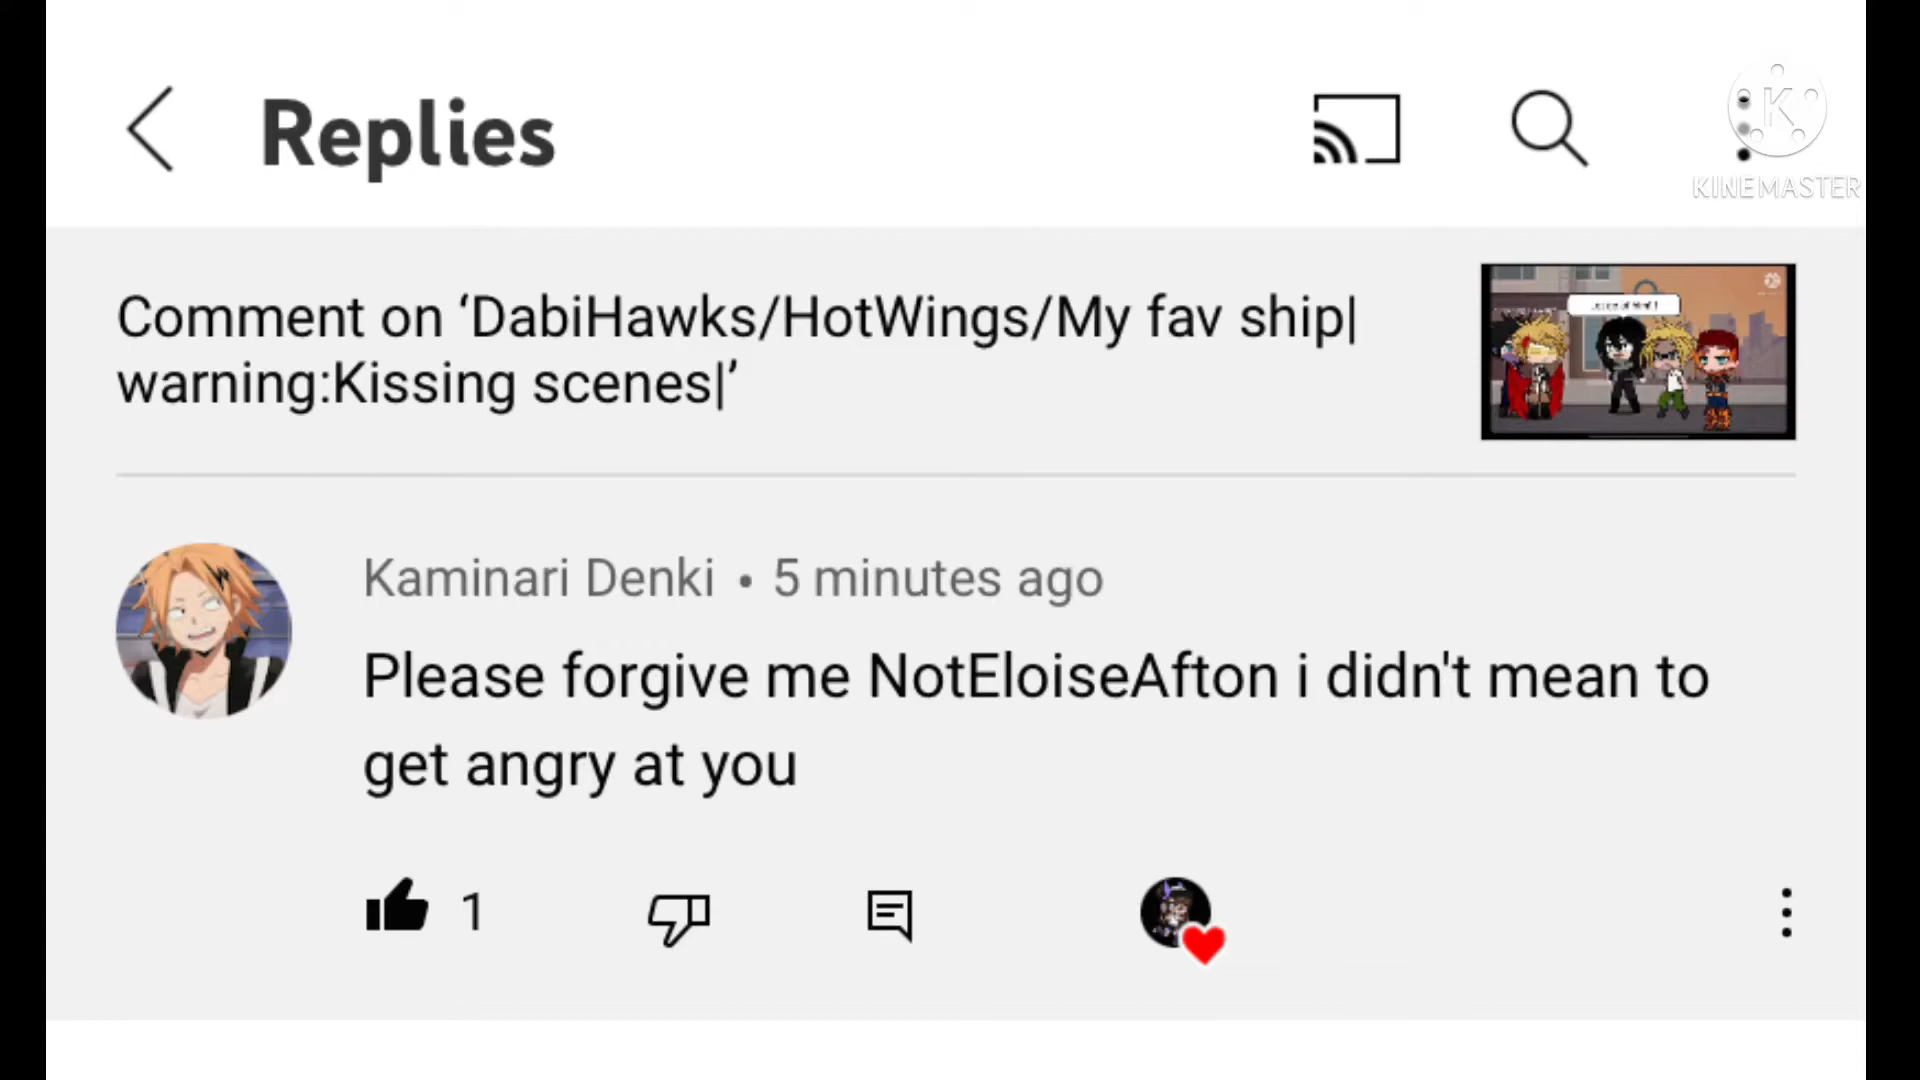 Replies
KINEMASTER
Comment on ‘DabiHawks/HotWings/My fav ship|
warning:Kissing scenes|’
Kaminari Denki • 5 minutes ago
Please forgive me NotEloiseAfton i didn't mean to
get angry at you
1